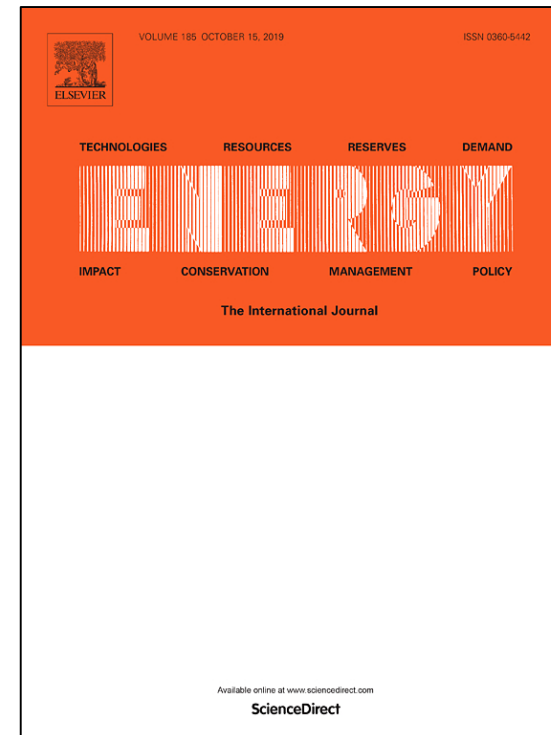 VOLUME 185 OCTOBER 15, 2019 ISSN 0360-5442
ELSEVIER
TECHNOLOGIES RESOURCES RESERVES DEMAND
ENERGY
IMPACT CONSERVATION MANAGEMENT POLICY
The International Journal
Available online at www.sciencedirect.com
ScienceDirect